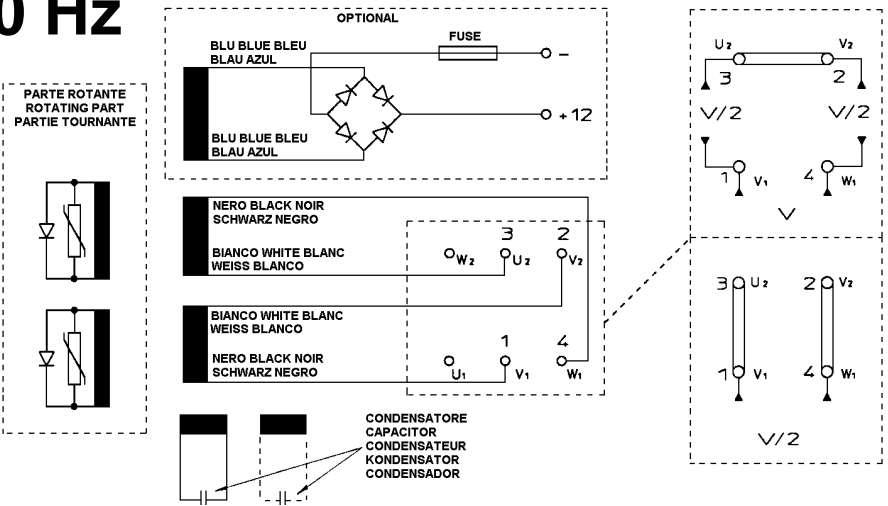 0 Hz
OPTIONAL
BLU BLUE BLEU
BLAU AZUL
FUSE
−
+12
BLU BLUE BLEU
BLAU AZUL
PARTE ROTANTE
ROTATING PART
PARTIE TOURNANTE
NERO BLACK NOIR
SCHWARZ NEGRO
BIANCO WHITE BLANC
WEISS BLANCO
3 2
W2 U2 V2
BIANCO WHITE BLANC
WEISS BLANCO
NERO BLACK NOIR
SCHWARZ NEGRO
1 4
U1 V1 W1
CONDENSATORE
CAPACITOR
CONDENSATEUR
KONDENSATOR
CONDENSADOR
U2 V2
3 2
V/2 V/2
1 V1 4 W1
V
3 U2 2 V2
1 V1 4 W1
V/2